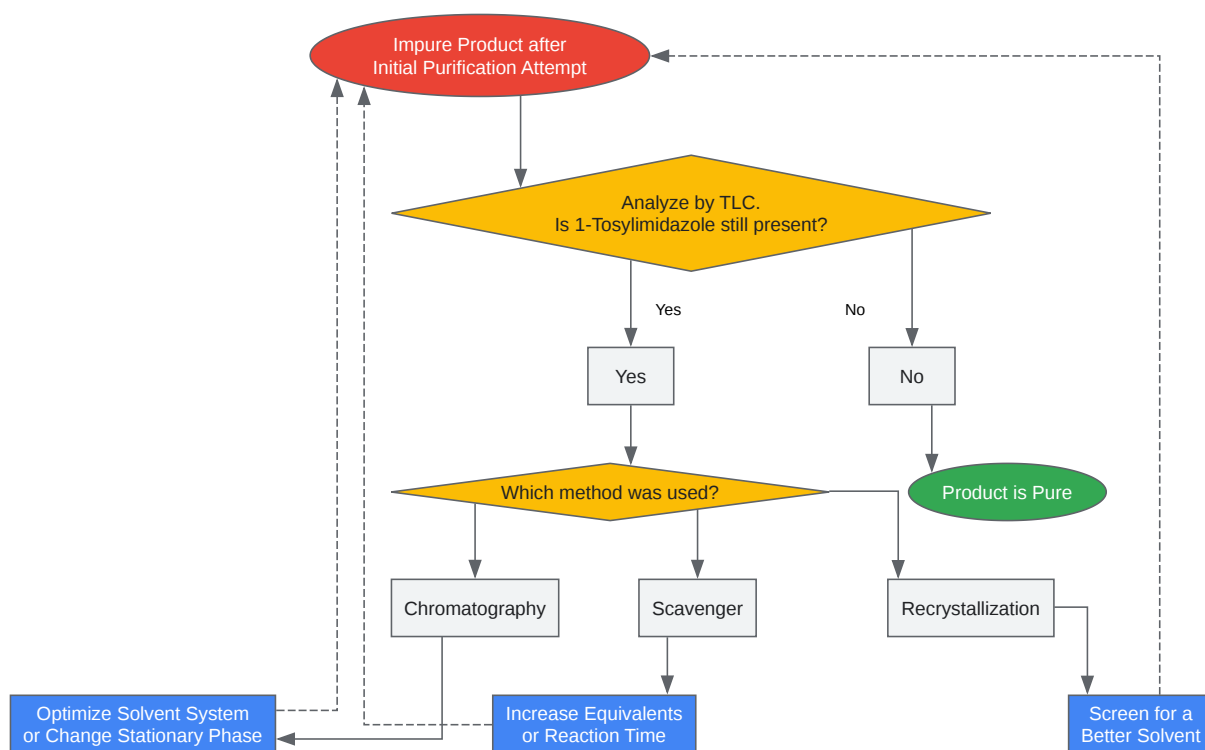 Impure Product after
Initial Purification Attempt
Analyze by TLC.
Is 1-Tosylimidazole still present?
Yes
No
Yes
No
Which method was used?
Product is Pure
Chromatography
Scavenger
Recrystallization
Optimize Solvent System
or Change Stationary Phase
Increase Equivalents
or Reaction Time
Screen for a
Better Solvent